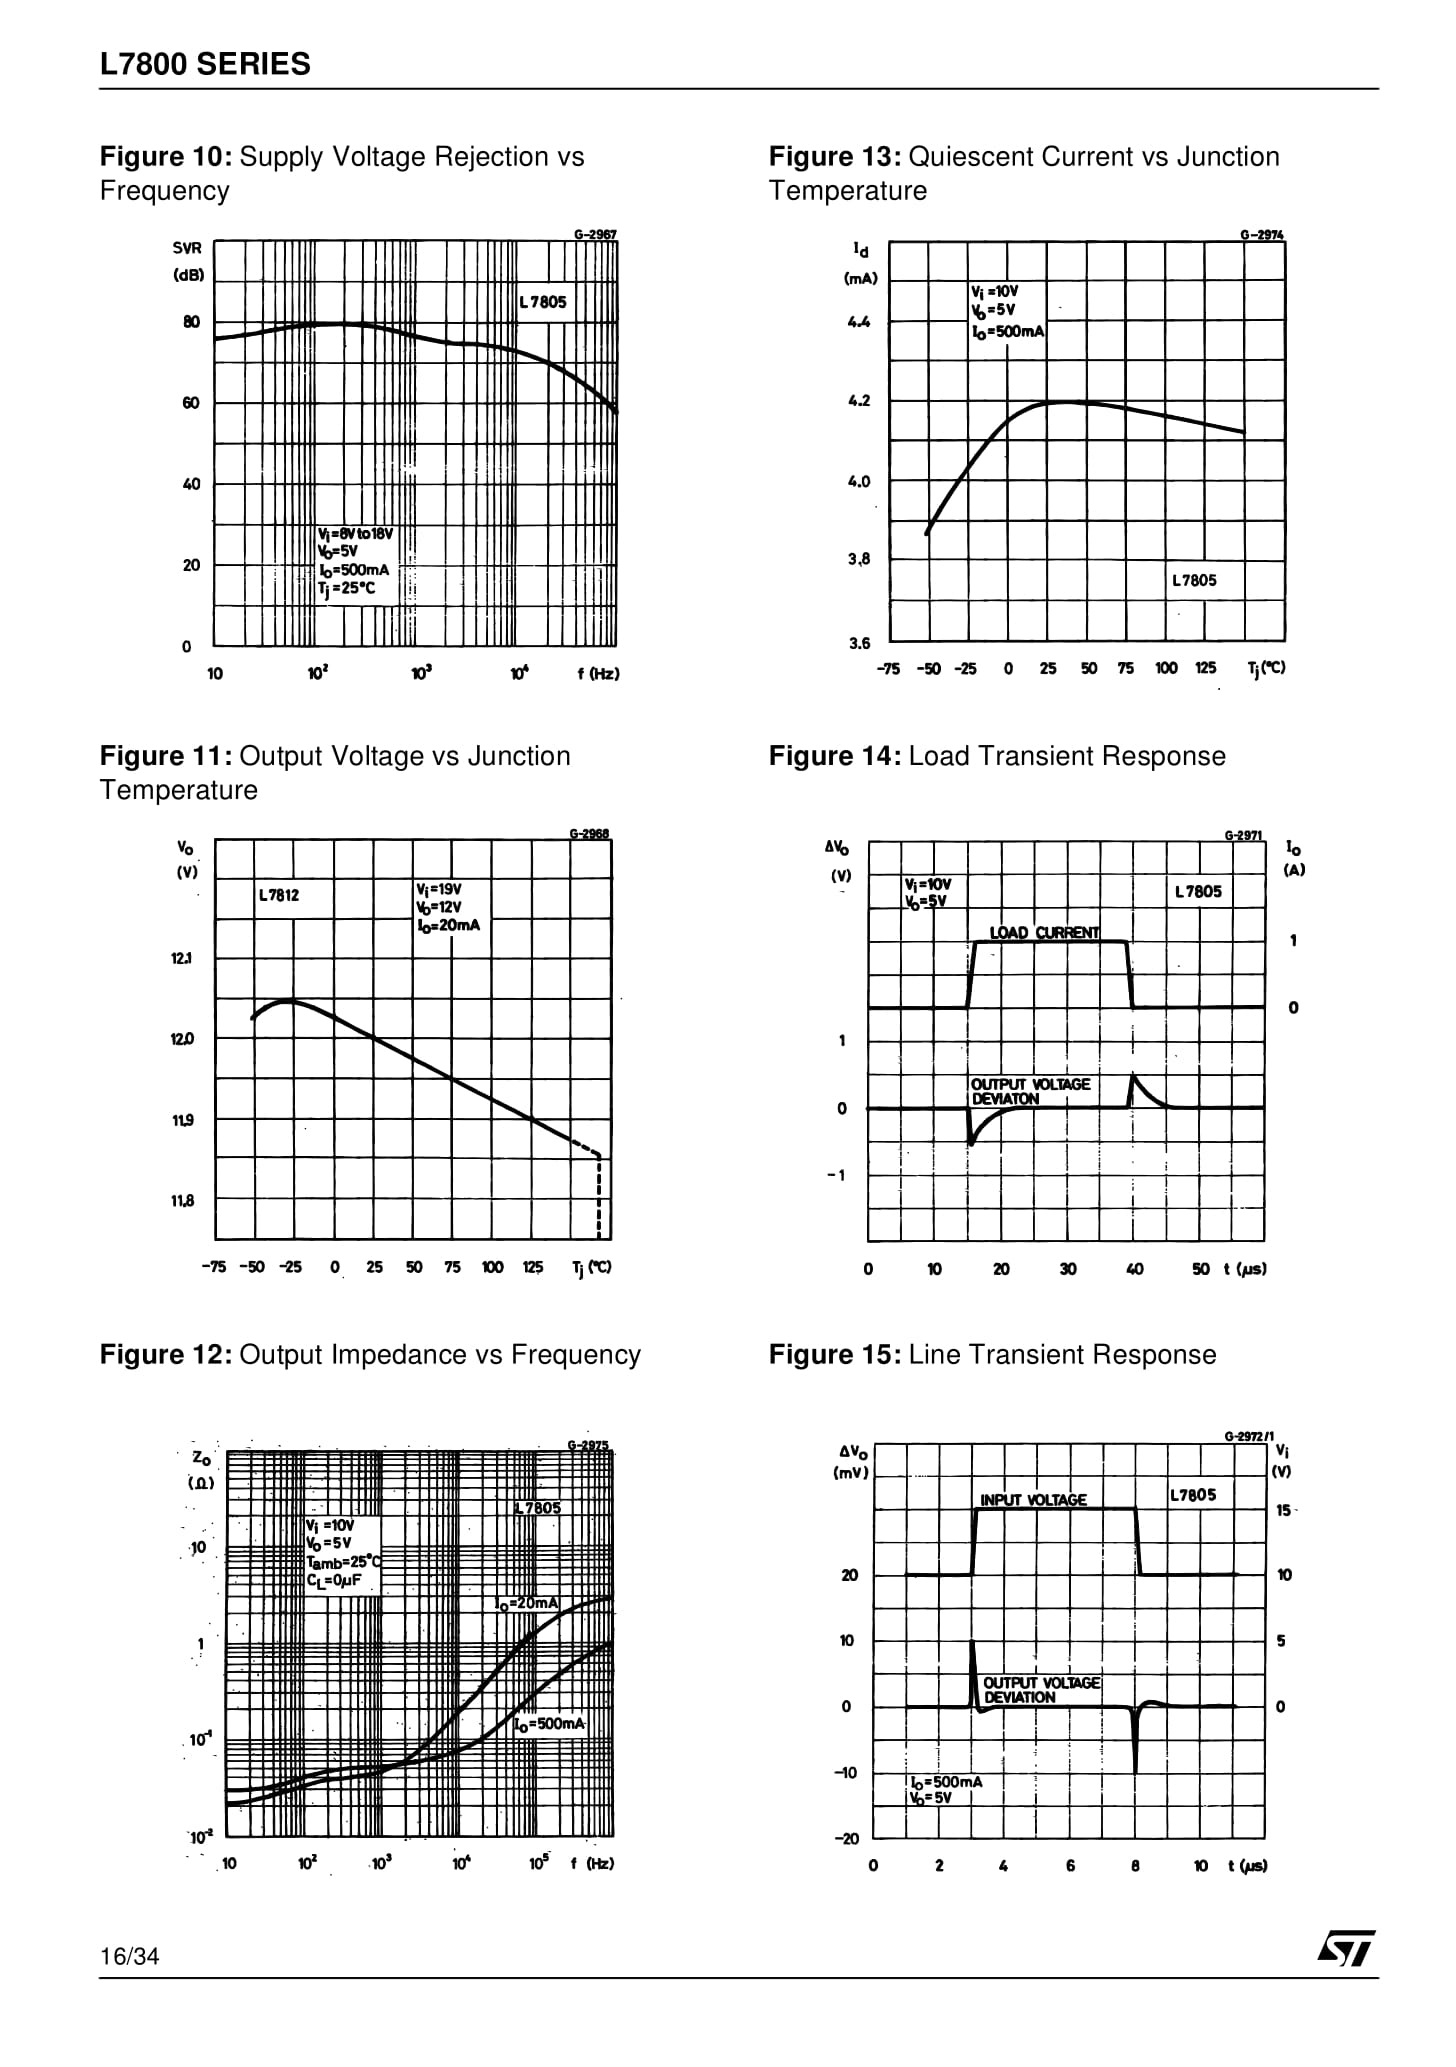 L7800 SERIES
Figure 10: Supply Voltage Rejection vs
Frequency
G-2967
SVR
(dB)
L7805
80
60
40
Vi=8V to 18V
Vo=5V
Io=500mA
Tj=25°C
20
0
10 10² 10³ 10⁴ f (Hz)
Figure 13: Quiescent Current vs Junction
Temperature
G-2974
Id
(mA)
Vi=10V
Vo=5V
Io=500mA
4.4
4.2
4.0
3.8
L7805
3.6
-75 -50 -25 0 25 50 75 100 125 Tj(°C)
Figure 11: Output Voltage vs Junction
Temperature
G-2968
Vo
(V)
L7812
Vi=19V
Vo=12V
Io=20mA
12.1
12.0
11.9
11.8
-75 -50 -25 0 25 50 75 100 125 Tj (°C)
Figure 14: Load Transient Response
G-2971
ΔVo
(V)
Io
(A)
Vi=10V
Vo=5V
L7805
LOAD CURRENT
1
0
1
OUTPUT VOLTAGE
DEVIATON
0
-1
0 10 20 30 40 50 t (µs)
Figure 12: Output Impedance vs Frequency
G-2975
Zo
(Ω)
L7805
Vi=10V
Vo=5V
Tamb=25°C
CL=0µF
10
Io=20mA
1
Io=500mA
10⁻¹
10⁻²
10 10² 10³ 10⁴ 10⁵ f (Hz)
Figure 15: Line Transient Response
G-2972/1
ΔVo
(mV)
Vi
(V)
L7805
INPUT VOLTAGE
15
20 10
10 5
OUTPUT VOLTAGE
DEVIATION
0 0
-10
Io=500mA
Vo=5V
-20
0 2 4 6 8 10 t (µs)
16/34
ST